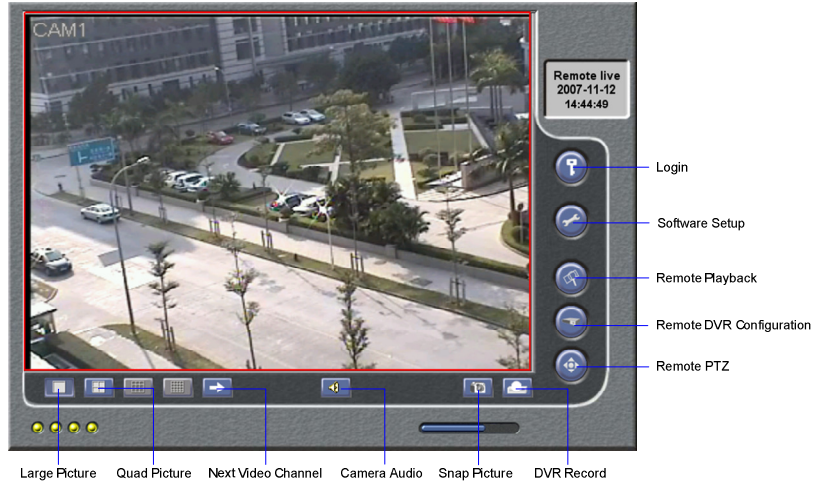 CAM1
Remote live
2007-11-12
14:44:49
Login
Software Setup
Remote Playback
Remote DVR Configuration
Remote PTZ
Large Picture Quad Picture Next Video Channel Camera Audio Snap Picture DVR Record